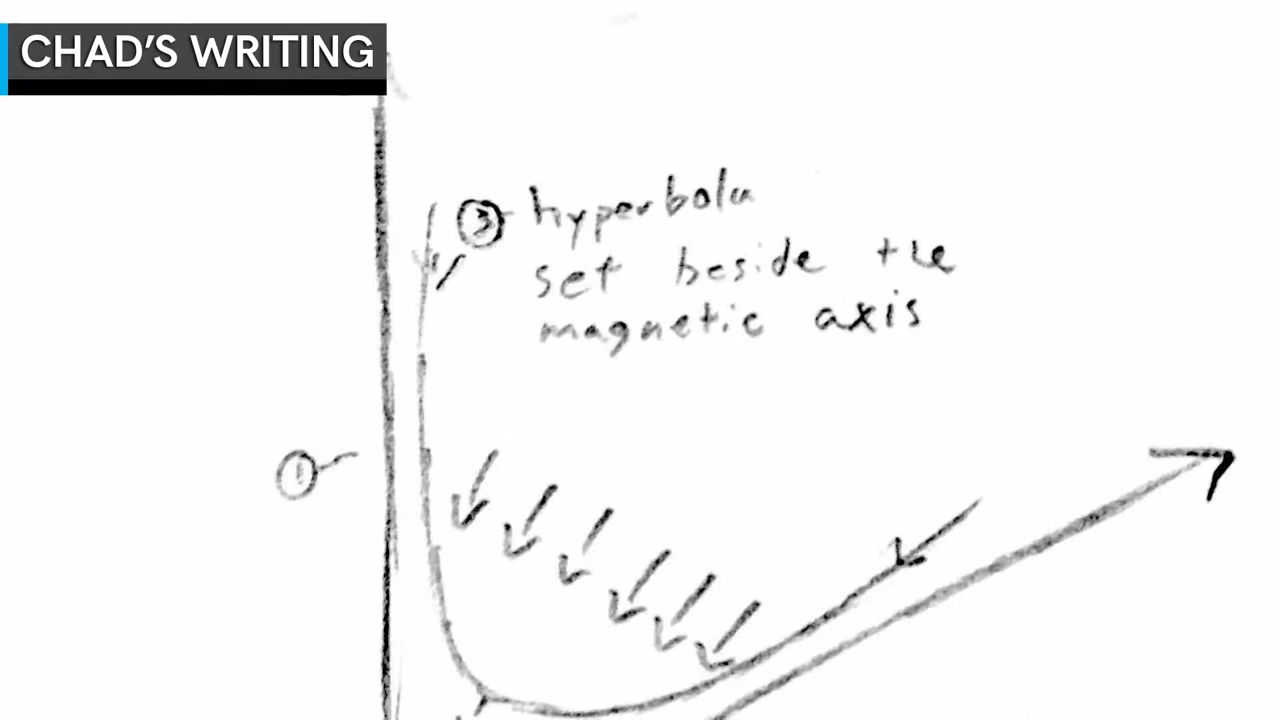 CHAD'S WRITING
③ hyperbola
set beside the
magnetic axis
①